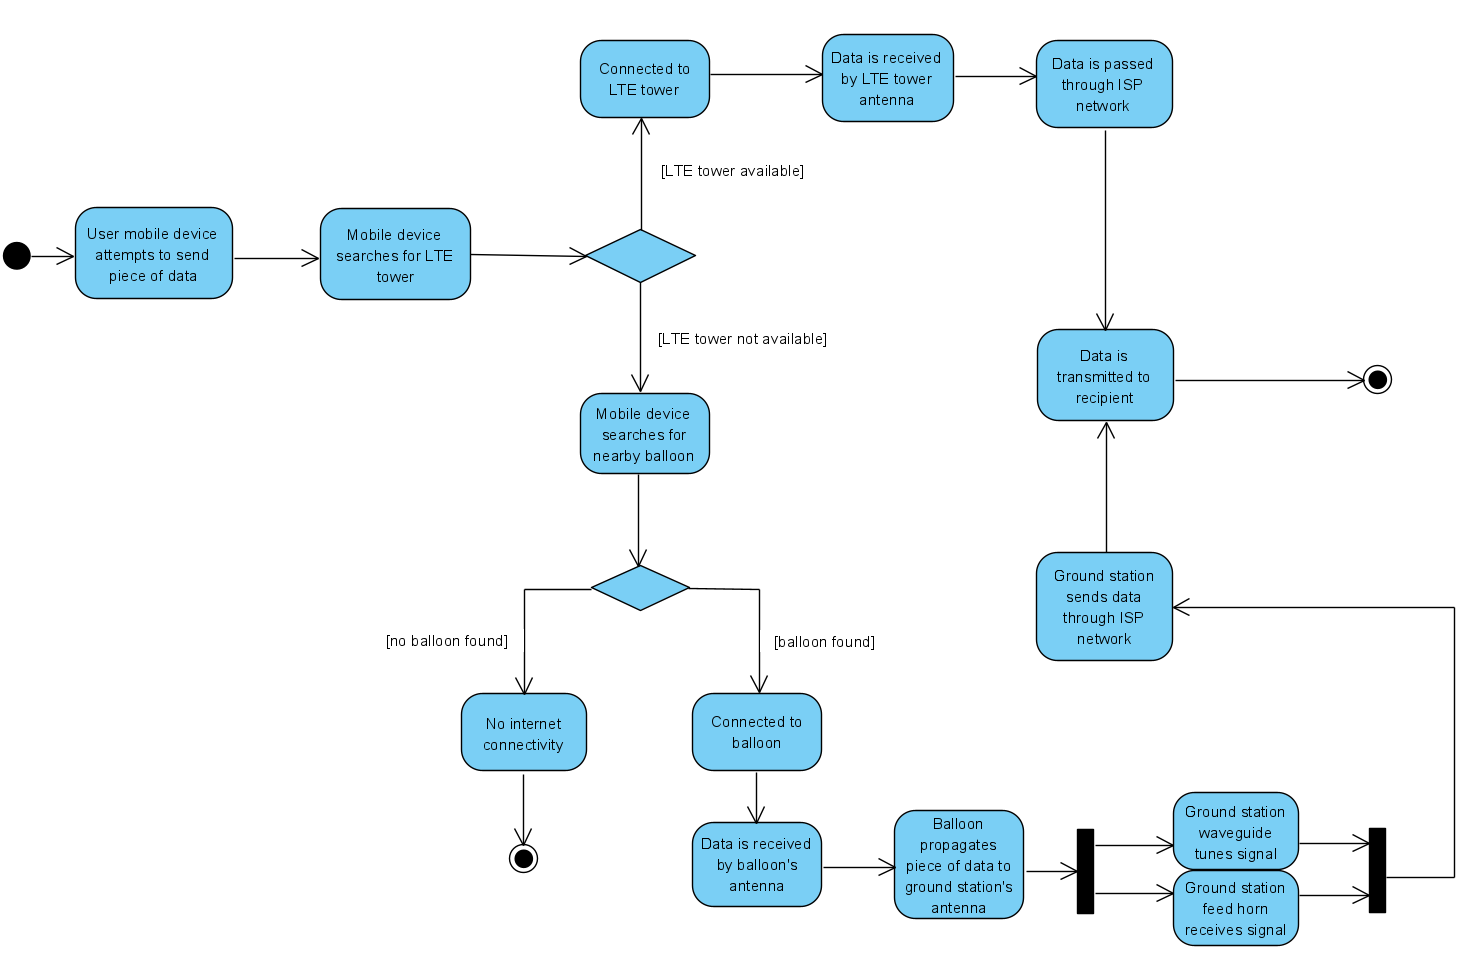 Connected to
LTE tower
Data is received
by LTE tower
antenna
Data is passed
through ISP
network
[LTE tower available]
User mobile device
attempts to send
piece of data
Mobile device
searches for LTE
tower
[LTE tower not available]
Data is
transmitted to
recipient
Mobile device
searches for
nearby balloon
Ground station
sends data
through ISP
network
[no balloon found]
[balloon found]
No internet
connectivity
Connected to
balloon
Data is received
by balloon's
antenna
Balloon
propagates
piece of data to
ground station's
antenna
Ground station
waveguide
tunes signal
Ground station
feed horn
receives signal